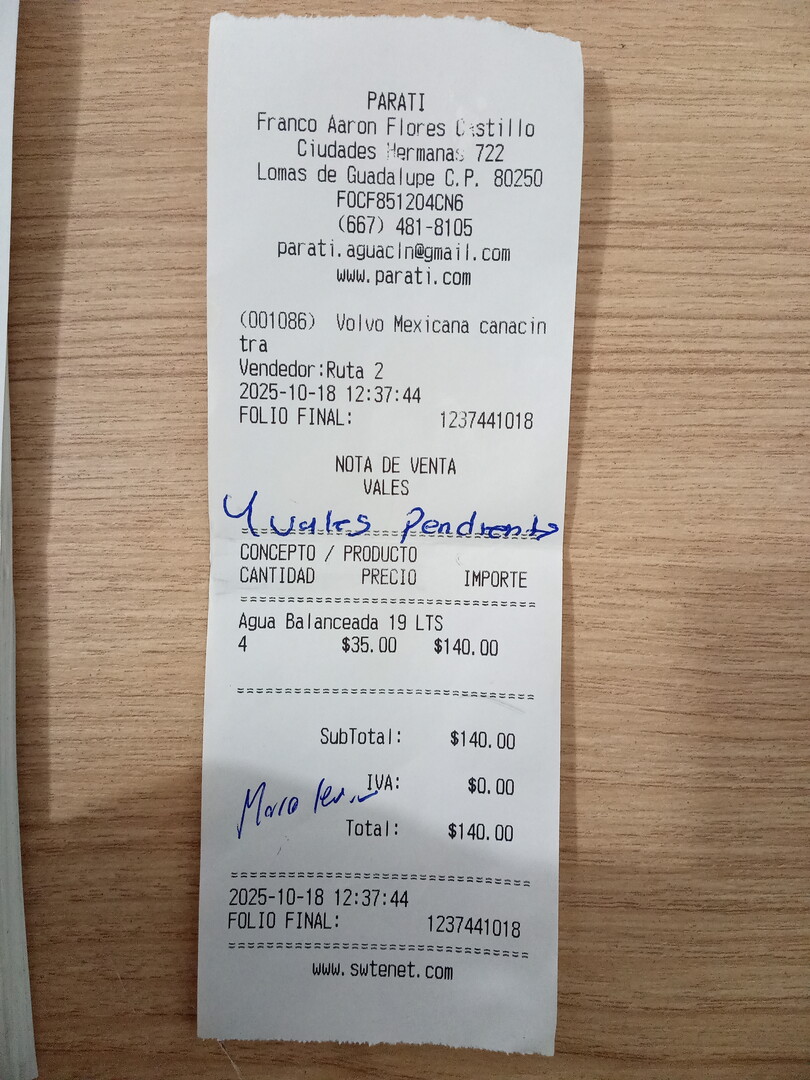 PARATI
Franco Aaron Flores Castillo
Ciudades Hermanas 722
Lomas de Guadalupe C.P. 80250
FOCF851204CN6
(667) 481-8105
parati.aguacln@gmail.com
www.parati.com
(001086) Volvo Mexicana canacin
tra
Vendedor:Ruta 2
2025-10-18 12:37:44
FOLIO FINAL: 1237441018
NOTA DE VENTA
VALES
4 vales Pendientes
CONCEPTO / PRODUCTO
CANTIDAD PRECIO IMPORTE
Agua Balanceada 19 LTS
4 $35.00 $140.00
SubTotal: $140.00
IVA: $0.00
Total: $140.00
2025-10-18 12:37:44
FOLIO FINAL: 1237441018
www.swtenet.com